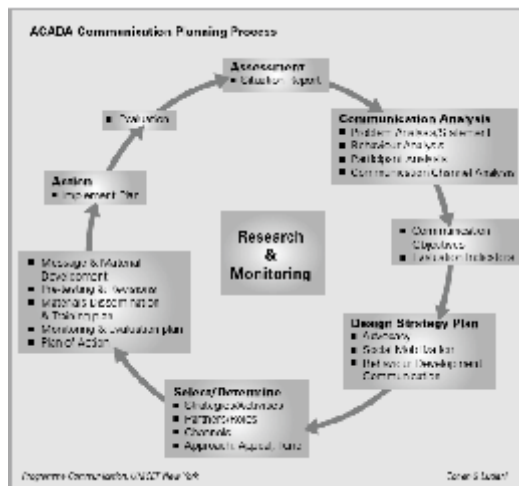 ACADA Communication Planning Process
Assessment
Situation Report
Communication Analysis
Problem Analysis/Statement
Behaviour Analysis
Participant Analysis
Communication Channel Analysis
Communication
Objectives
Evaluation Indicators
Design Strategy Plan
Advocacy
Social Mobilization
Behaviour Development
Communication
Select/Determine
Strategies/Activities
Partners/Roles
Channels
Approach, Appeal, Tone
Message & Material
Development
Pre-testing & Revisions
Materials Dissemination
& Training plan
Monitoring & Evaluation plan
Plan of Action
Action
Implement Plan
Evaluation
Research
&
Monitoring
Programme Communication, UNICEF New York